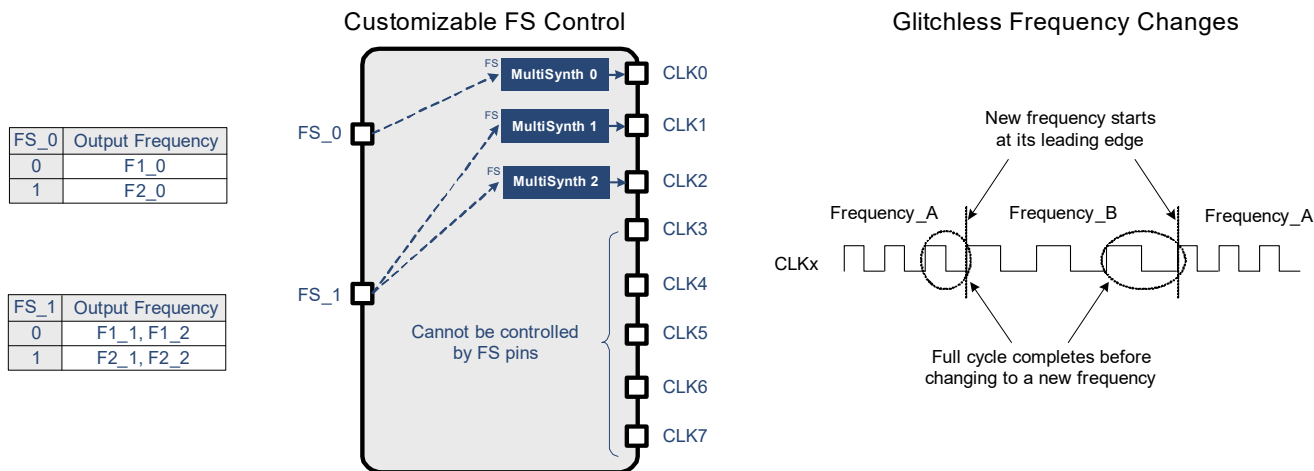 Customizable FS Control
Glitchless Frequency Changes
FS_0 Output Frequency
0 F1_0
1 F2_0
FS_1 Output Frequency
0 F1_1, F1_2
1 F2_1, F2_2
FS_0
FS_1
FS
MultiSynth 0
FS
MultiSynth 1
FS
MultiSynth 2
Cannot be controlled
by FS pins
CLK0
CLK1
CLK2
CLK3
CLK4
CLK5
CLK6
CLK7
New frequency starts
at its leading edge
Frequency_A
Frequency_B
Frequency_A
CLKx
Full cycle completes before
changing to a new frequency